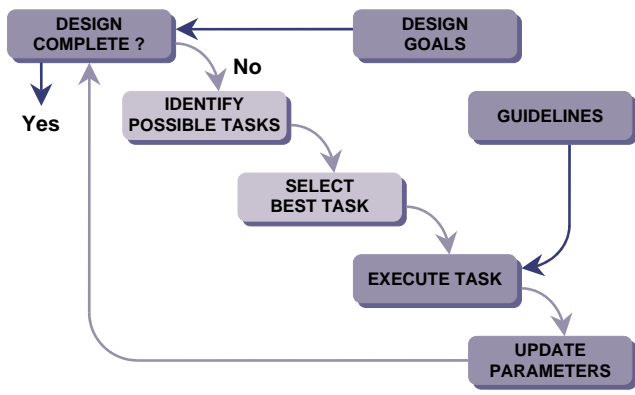 DESIGN
COMPLETE ?
DESIGN
GOALS
No
Yes
IDENTIFY
POSSIBLE TASKS
GUIDELINES
SELECT
BEST TASK
EXECUTE TASK
UPDATE
PARAMETERS